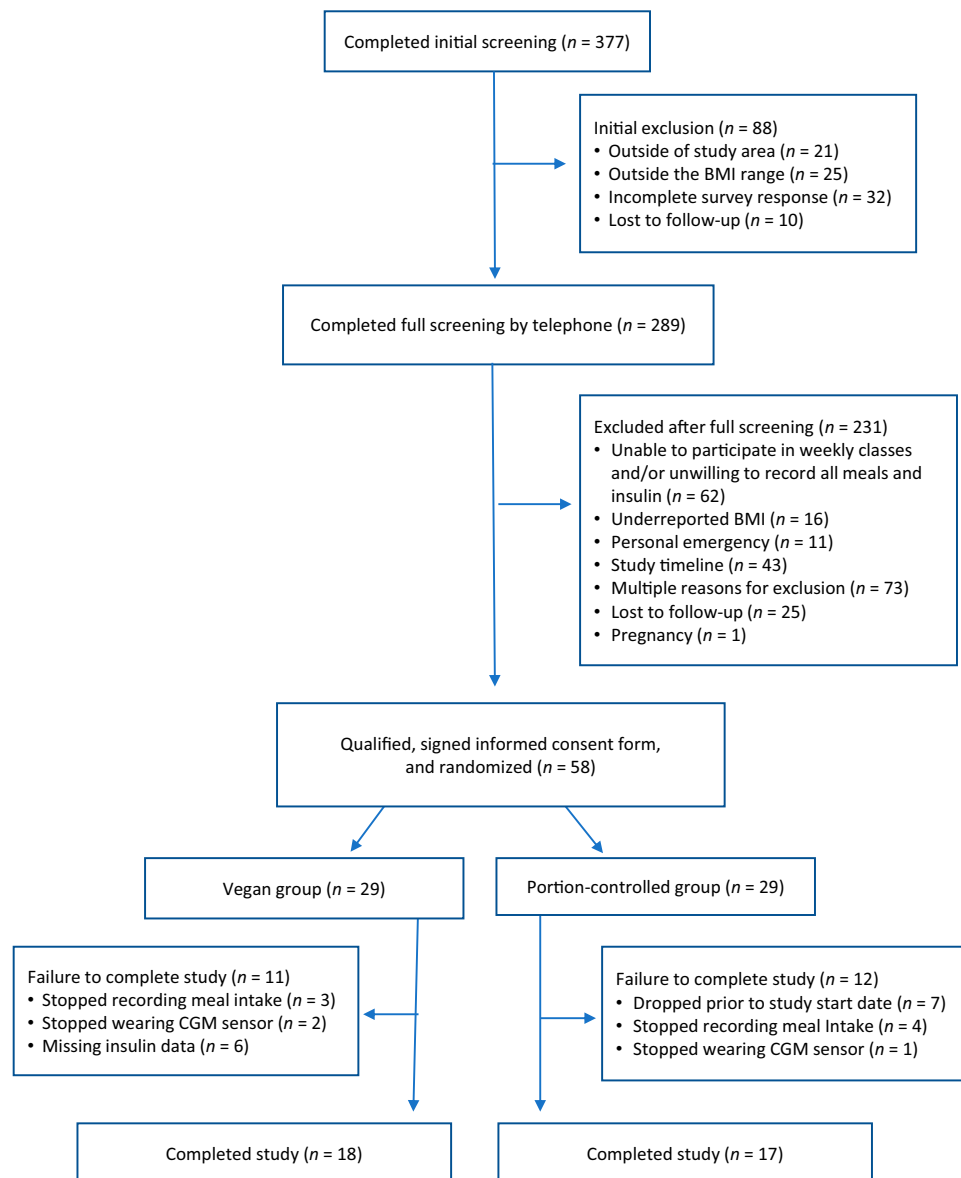 Completed initial screening (n = 377)
Initial exclusion (n = 88)
• Outside of study area (n = 21)
• Outside the BMI range (n = 25)
• Incomplete survey response (n = 32)
• Lost to follow-up (n = 10)
Completed full screening by telephone (n = 289)
Excluded after full screening (n = 231)
• Unable to participate in weekly classes
and/or unwilling to record all meals and
insulin (n = 62)
• Underreported BMI (n = 16)
• Personal emergency (n = 11)
• Study timeline (n = 43)
• Multiple reasons for exclusion (n = 73)
• Lost to follow-up (n = 25)
• Pregnancy (n = 1)
Qualified, signed informed consent form,
and randomized (n = 58)
Vegan group (n = 29)
Portion-controlled group (n = 29)
Failure to complete study (n = 11)
• Stopped recording meal intake (n = 3)
• Stopped wearing CGM sensor (n = 2)
• Missing insulin data (n = 6)
Failure to complete study (n = 12)
• Dropped prior to study start date (n = 7)
• Stopped recording meal Intake (n = 4)
• Stopped wearing CGM sensor (n = 1)
Completed study (n = 18)
Completed study (n = 17)